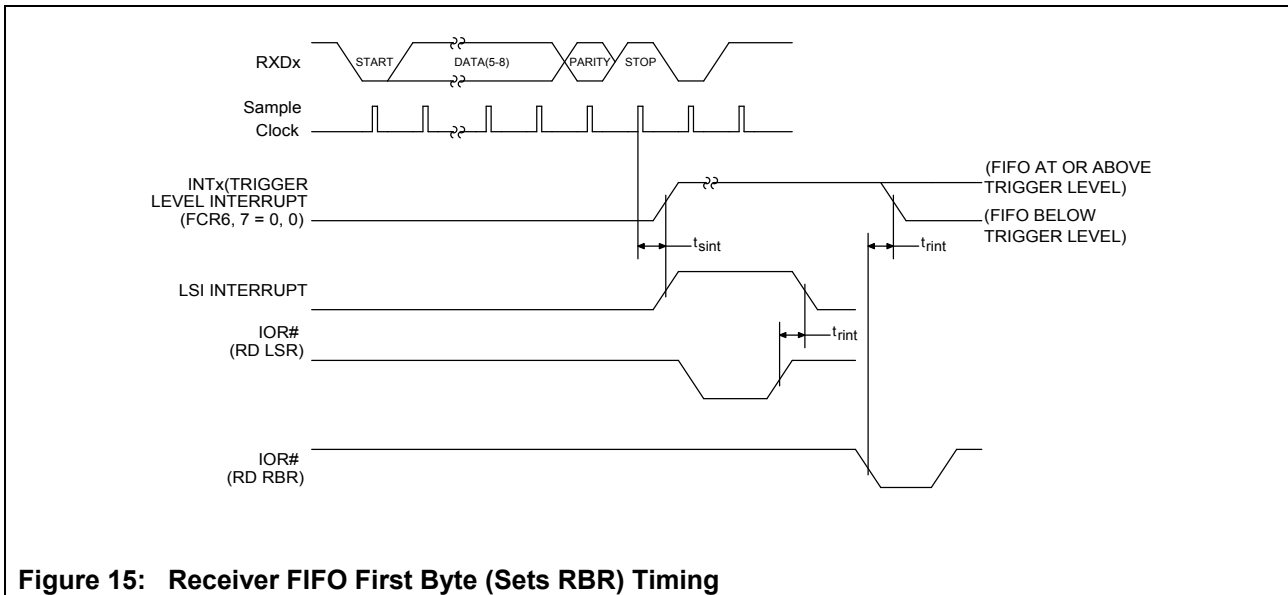 RXDx
START
DATA(5-8)
PARITY
STOP
Sample
Clock
INTx(TRIGGER
LEVEL INTERRUPT
(FCR6, 7 = 0, 0)
(FIFO AT OR ABOVE
TRIGGER LEVEL)
(FIFO BELOW
TRIGGER LEVEL)
tsint
trint
LSI INTERRUPT
IOR#
(RD LSR)
trint
IOR#
(RD RBR)
Figure 15: Receiver FIFO First Byte (Sets RBR) Timing